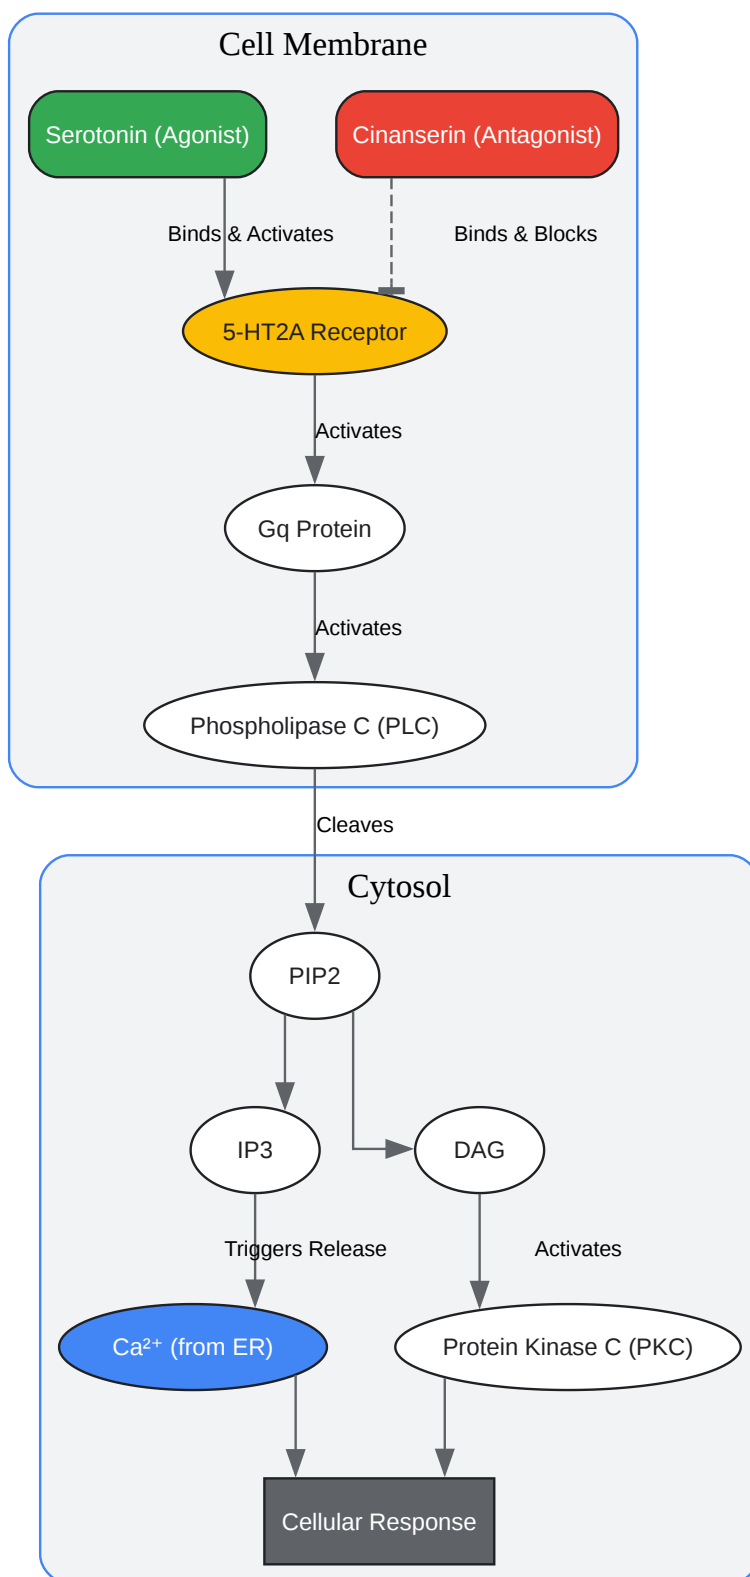 Cell Membrane
Serotonin (Agonist)
Cinanserin (Antagonist)
Binds & Activates
Binds & Blocks
5-HT2A Receptor
Activates
Gq Protein
Activates
Phospholipase C (PLC)
Cleaves
Cytosol
PIP2
IP3
DAG
Triggers Release
Activates
Ca²⁺ (from ER)
Protein Kinase C (PKC)
Cellular Response